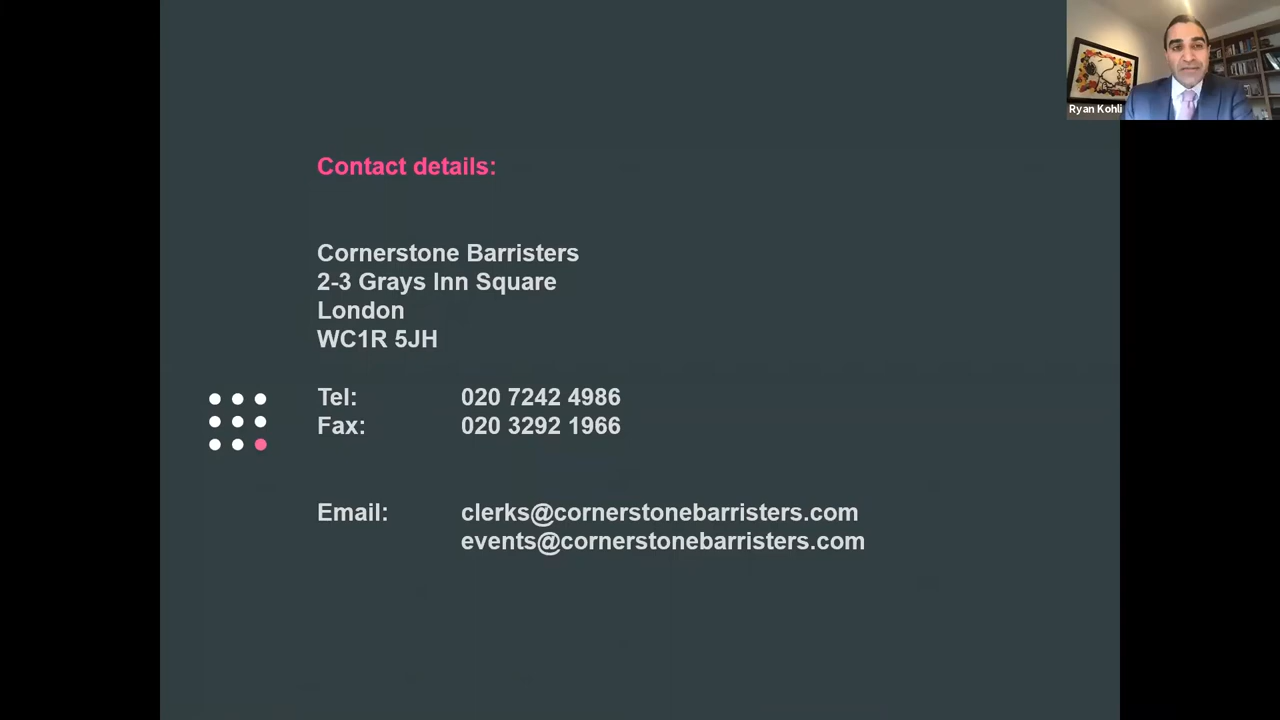 Ryan Kohli
Contact details:
Cornerstone Barristers
2-3 Grays Inn Square
London
WC1R 5JH
Tel: 020 7242 4986
Fax: 020 3292 1966
Email: clerks@cornerstonebarristers.com
events@cornerstonebarristers.com